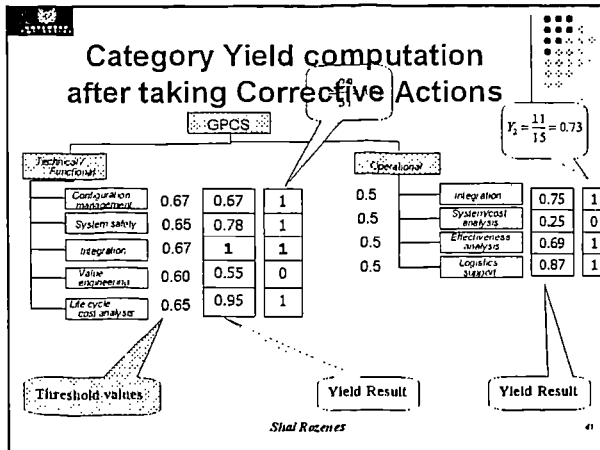 Category Yield computation
after taking Corrective Actions
GPCS
Y₂ = 11/15 = 0.73
Technical / Functional
Operational
Configuration management 0.67 0.67 1
System safety 0.65 0.78 1
Integration 0.67 1 1
Value engineering 0.60 0.55 0
Life cycle cost analysis 0.65 0.95 1
0.5 Integration 0.75 1
0.5 System/cost analysis 0.25 0
0.5 Effectiveness analysis 0.69 1
0.5 Logistics support 0.87 1
Threshold values
Yield Result
Yield Result
Shai Rozenes
41